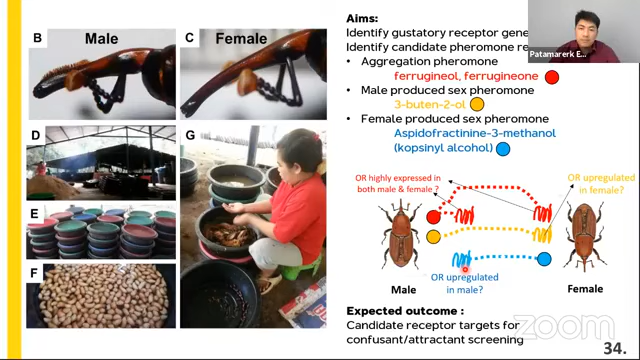 B Male
C Female
D
G
E
F
Aims:
Identify gustatory receptor gene
Identify candidate pheromone re
• Aggregation pheromone
ferrugineol, ferrugineone
• Male produced sex pheromone
3-buten-2-ol
• Female produced sex pheromone
Aspidofractinine-3-methanol
(kopsinyl alcohol)
Patamarerk E...
OR highly expressed in
both male & female ?
OR upregulated
in female?
OR upregulated
in male?
Male
Female
Expected outcome :
Candidate receptor targets for
confusant/attractant screening
zoom
34.